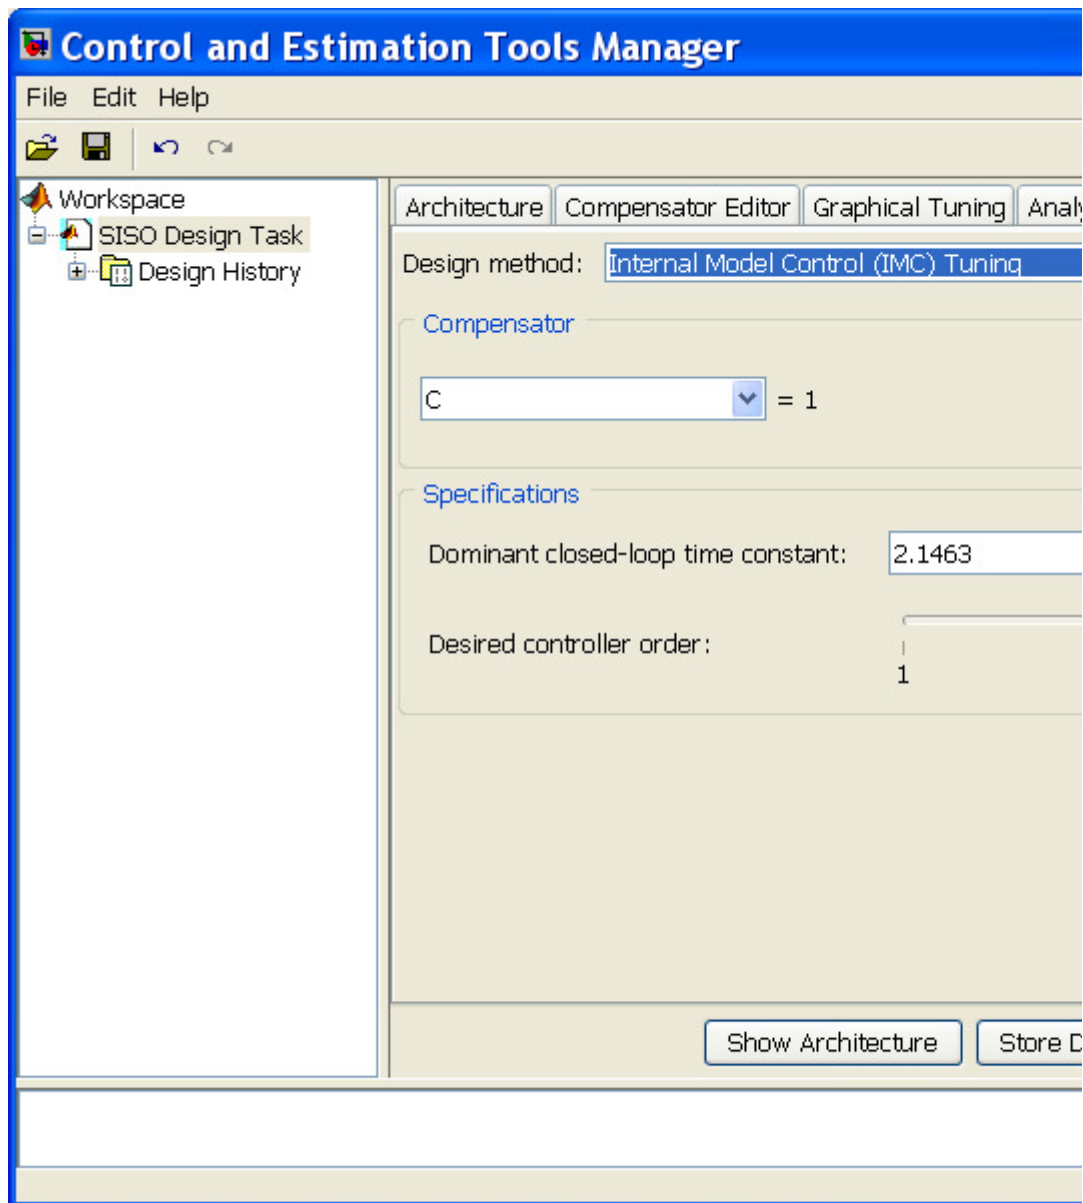 Control and Estimation Tools Manager
File Edit Help
Workspace
SISO Design Task
Design History
Architecture Compensator Editor Graphical Tuning
Design method: Internal Model Control (IMC) Tuning
Compensator
C = 1
Specifications
Dominant closed-loop time constant: 2.1463
Desired controller order:
1
Show Architecture Store